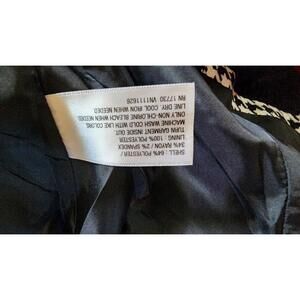 SHELL: 64% POLYESTER /
34% RAYON / 2% SPANDEX
LINING: 100% POLYESTER
TURN GARMENT INSIDE OUT.
MACHINE WASH COLD WITH LIKE COLORS.
ONLY NON-CHLORINE BLEACH WHEN NEEDED.
LINE DRY. COOL IRON WHEN NEEDED.
RN 17730 VN1111626